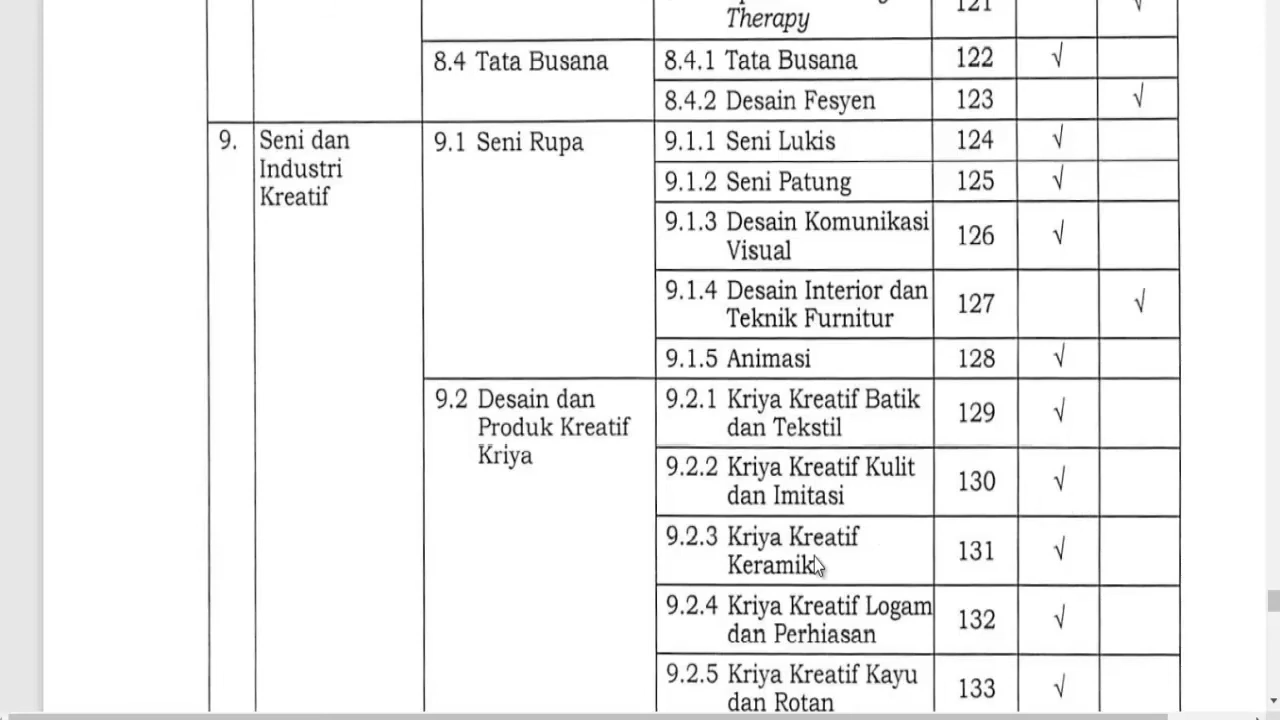 Therapy
121
√
8.4 Tata Busana
8.4.1 Tata Busana
122
√
8.4.2 Desain Fesyen
123
√
9.
Seni dan
Industri
Kreatif
9.1 Seni Rupa
9.1.1 Seni Lukis
124
√
9.1.2 Seni Patung
125
√
9.1.3 Desain Komunikasi
Visual
126
√
9.1.4 Desain Interior dan
Teknik Furnitur
127
√
9.1.5 Animasi
128
√
9.2 Desain dan
Produk Kreatif
Kriya
9.2.1 Kriya Kreatif Batik
dan Tekstil
129
√
9.2.2 Kriya Kreatif Kulit
dan Imitasi
130
√
9.2.3 Kriya Kreatif
Keramik
131
√
9.2.4 Kriya Kreatif Logam
dan Perhiasan
132
√
9.2.5 Kriya Kreatif Kayu
dan Rotan
133
√